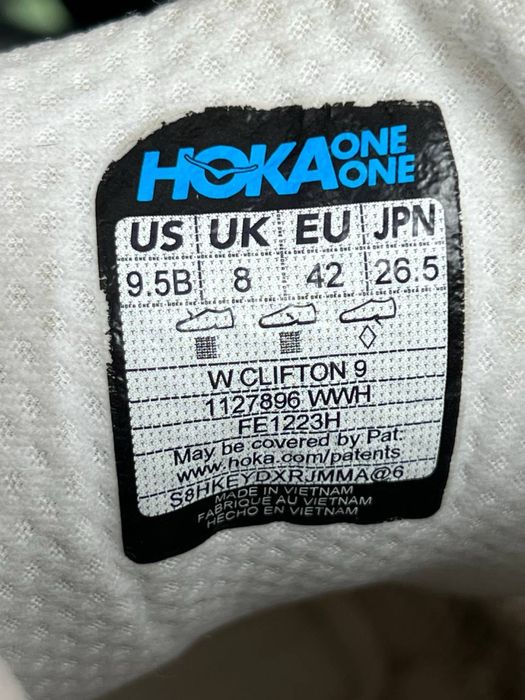 HOKA ONE ONE
US UK EU JPN
9.5B 8 42 26.5
W CLIFTON 9
1127896 WWH
FE1223H
May be covered by Pat.
www.hoka.com/patents
S8HKEYDXRJMMA@6
MADE IN VIETNAM
FABRIQUE AU VIETNAM
HECHO EN VIETNAM